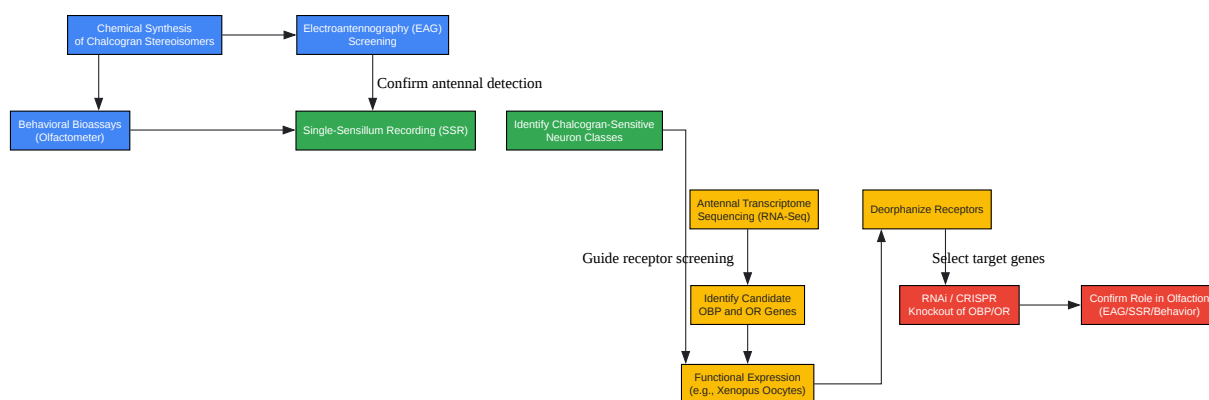 Chemical Synthesis
of Chalcogran Stereoisomers
Electroantennography (EAG)
Screening
Confirm antennal detection
Behavioral Bioassays
(Olfactometer)
Single-Sensillum Recording (SSR)
Identify Chalcogran-Sensitive
Neuron Classes
Antennal Transcriptome
Sequencing (RNA-Seq)
Deorphanize Receptors
Guide receptor screening
Select target genes
Identify Candidate
OBP and OR Genes
RNAi / CRISPR
Knockout of OBP/OR
Confirm Role in Olfaction
(EAG/SSR/Behavior)
Functional Expression
(e.g., Xenopus Oocytes)